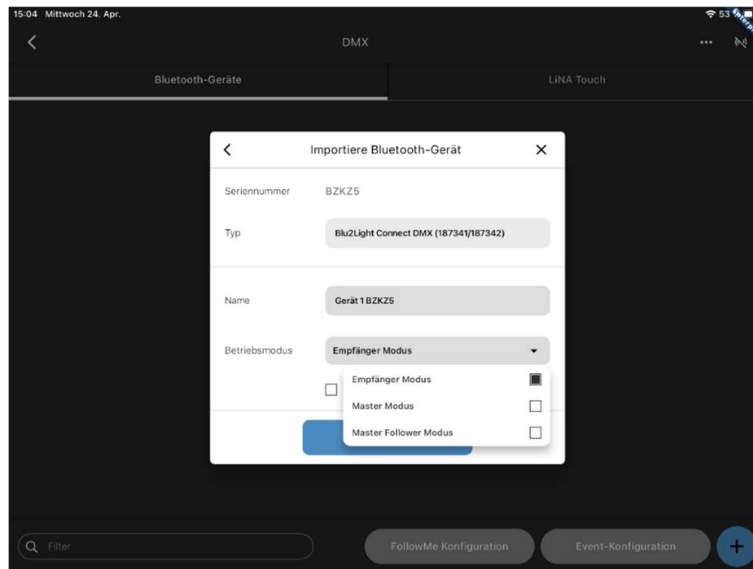 15:04 Mittwoch 24. Apr.
53
DMX
Bluetooth-Geräte
LiNA Touch
Importiere Bluetooth-Gerät
Seriennummer
BZKZ5
Typ
Blu2Light Connect DMX (187341/187342)
Name
Gerät 1 BZKZ5
Betriebsmodus
Empfänger Modus
Empfänger Modus
Master Modus
Master Follower Modus
Filter
FollowMe Konfiguration
Event-Konfiguration